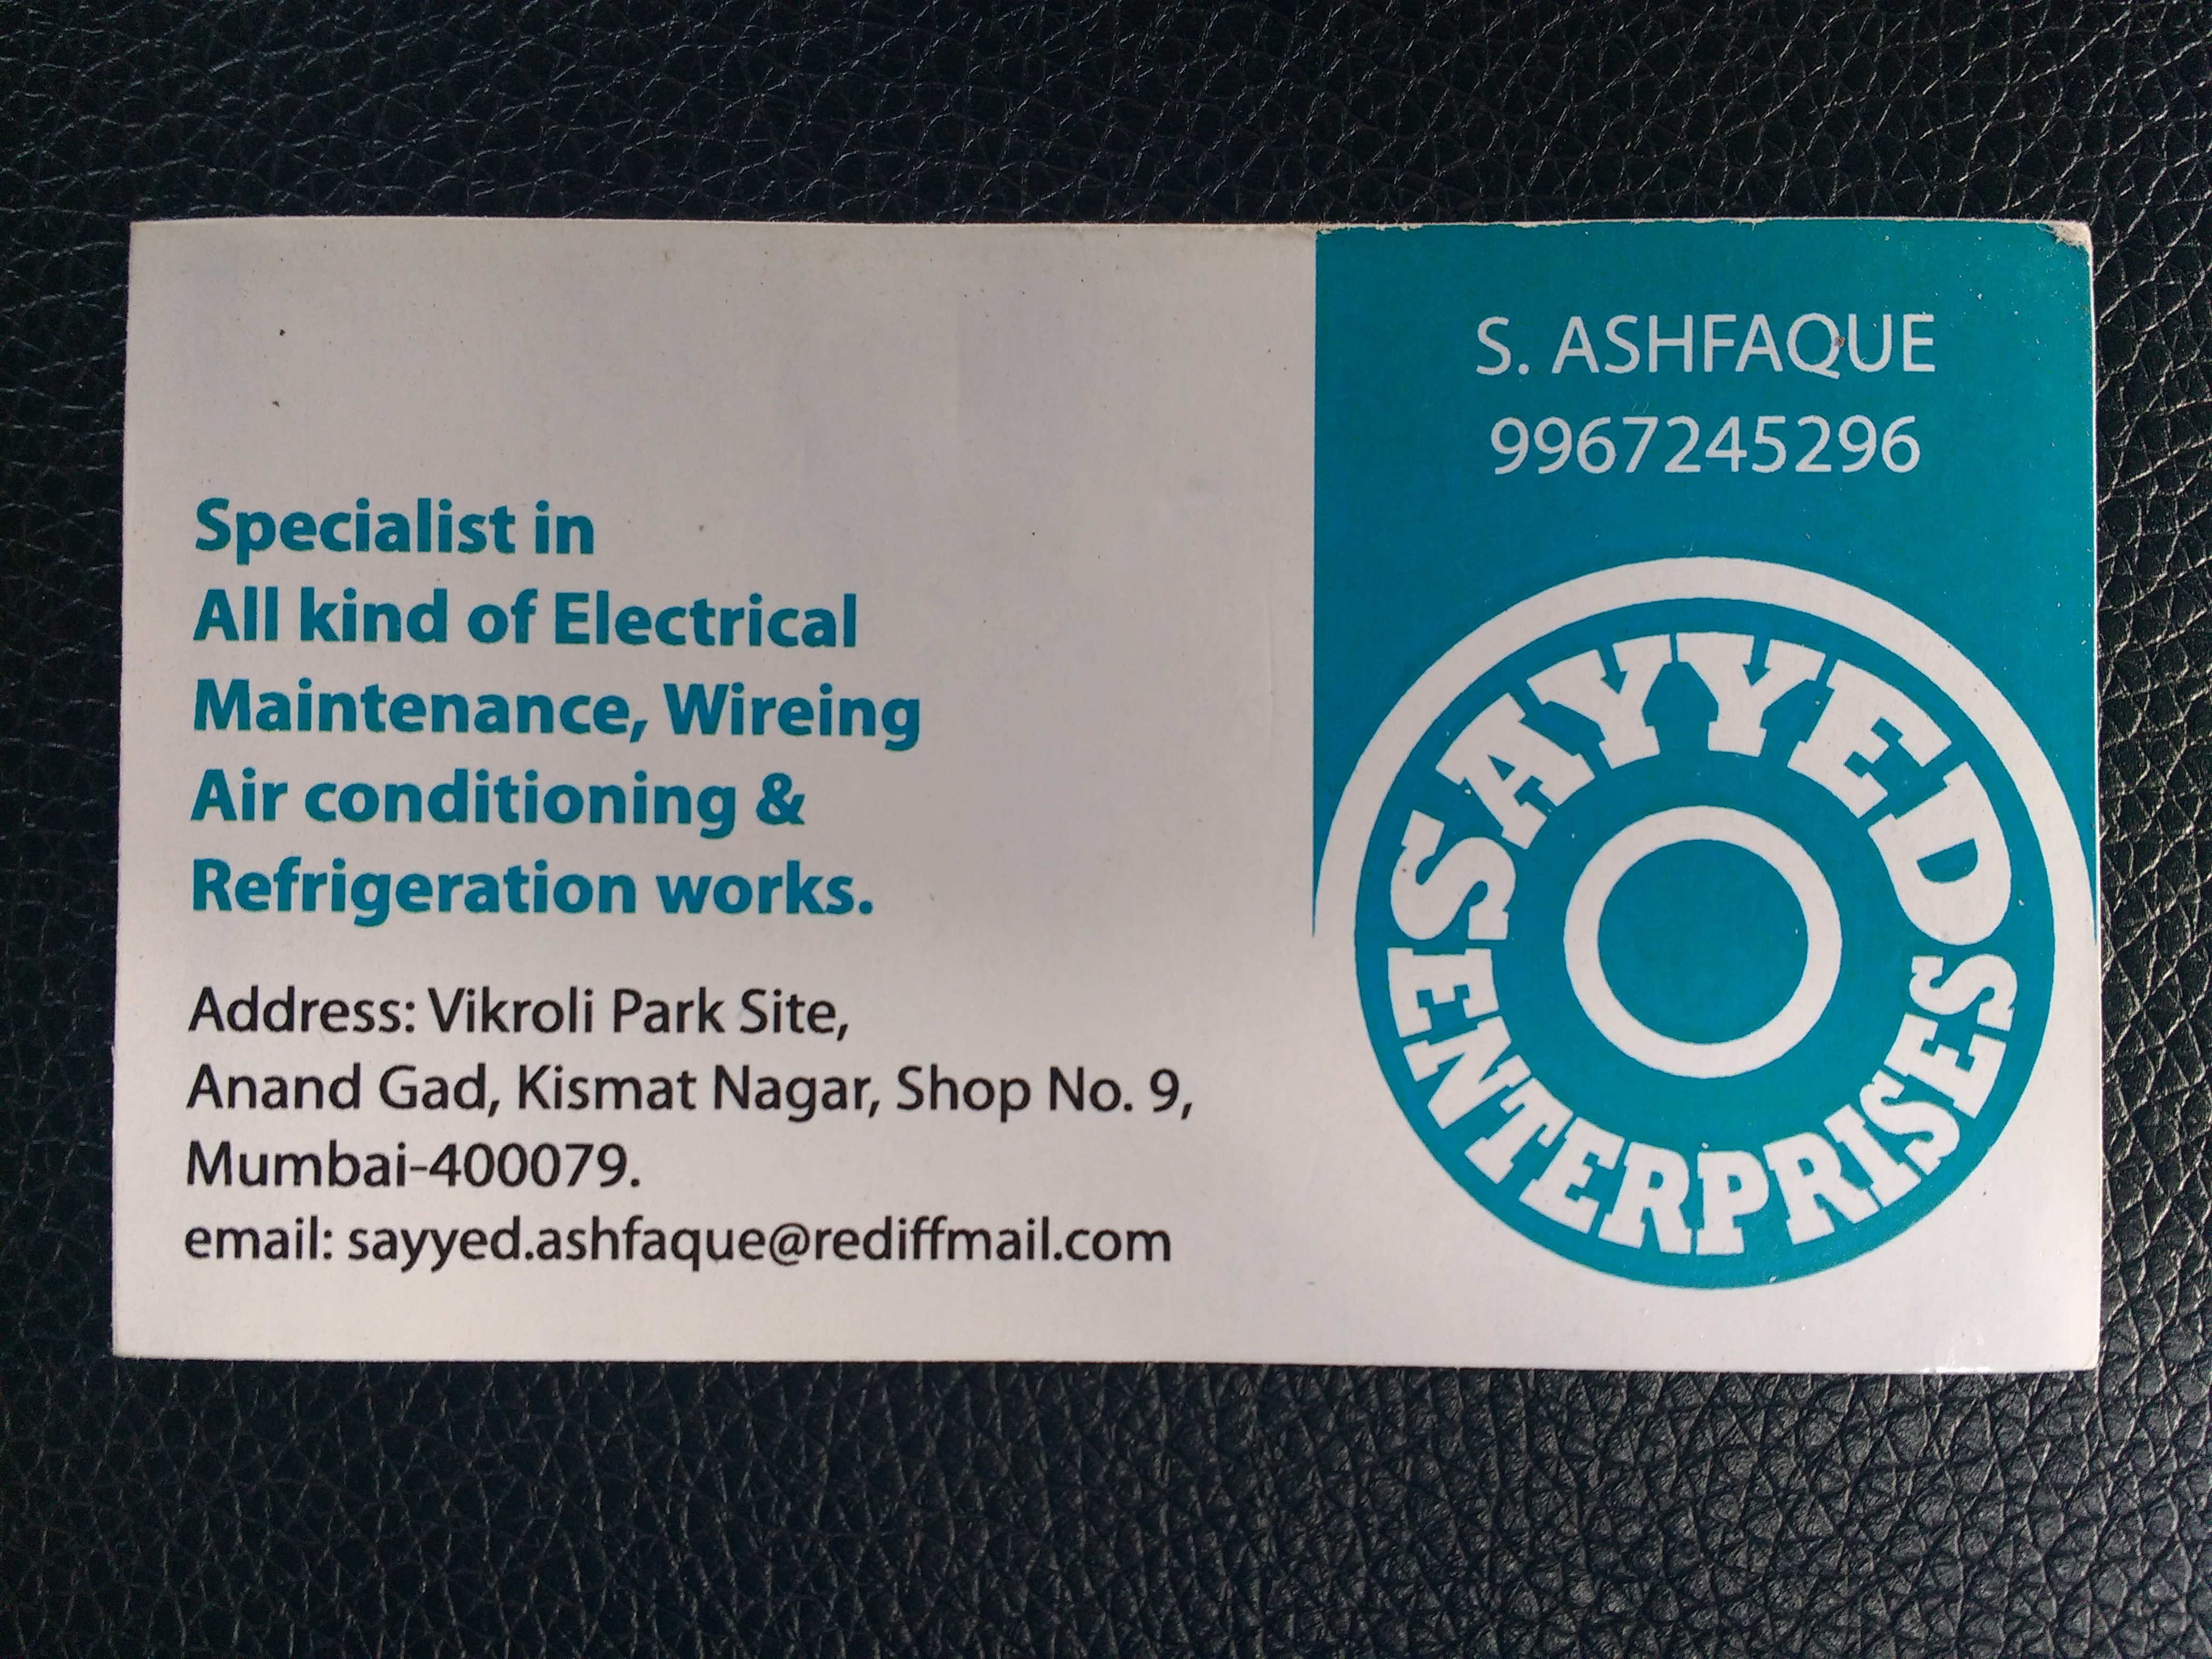 Specialist in
All kind of Electrical
Maintenance, Wireing
Air conditioning &
Refrigeration works.
Address: Vikroli Park Site,
Anand Gad, Kismat Nagar, Shop No. 9,
Mumbai-400079.
email: sayyed.ashfaque@rediffmail.com
S. ASHFAQUE
9967245296
SAYYED
ENTERPRISES